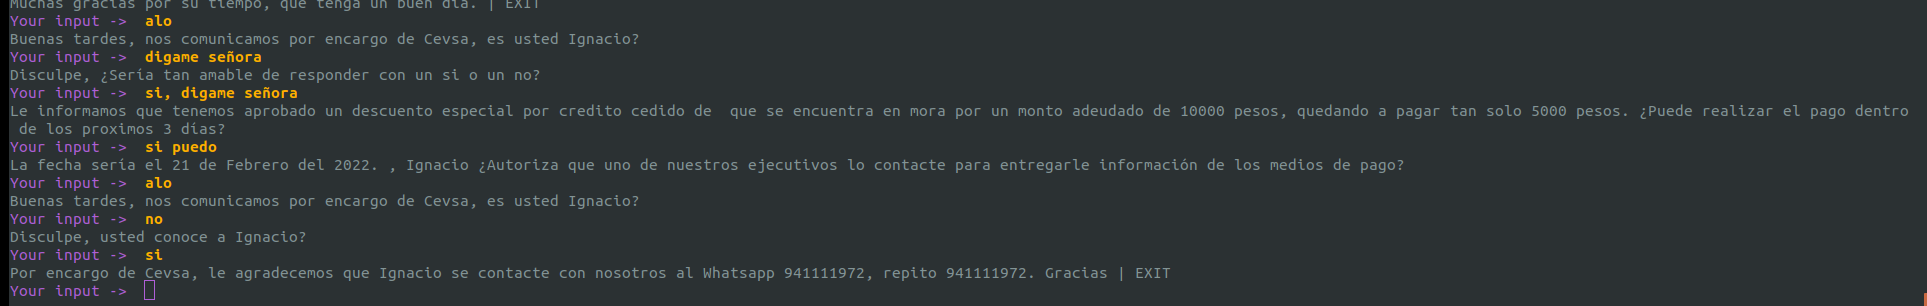 Muchas gracias por su tiempo, que tenga un buen día. | EXIT
Your input ->  alo
Buenas tardes, nos comunicamos por encargo de Cevsa, es usted Ignacio?
Your input ->  digame señora
Disculpe, ¿Sería tan amable de responder con un si o un no?
Your input ->  si, digame señora
Le informamos que tenemos aprobado un descuento especial por credito cedido de  que se encuentra en mora por un monto adeudado de 10000 pesos, quedando a pagar tan solo 5000 pesos. ¿Puede realizar el pago dentro
 de los proximos 3 días?
Your input ->  si puedo
La fecha sería el 21 de Febrero del 2022. , Ignacio ¿Autoriza que uno de nuestros ejecutivos lo contacte para entregarle información de los medios de pago?
Your input ->  alo
Buenas tardes, nos comunicamos por encargo de Cevsa, es usted Ignacio?
Your input ->  no
Disculpe, usted conoce a Ignacio?
Your input ->  si
Por encargo de Cevsa, le agradecemos que Ignacio se contacte con nosotros al Whatsapp 941111972, repito 941111972. Gracias | EXIT
Your input ->